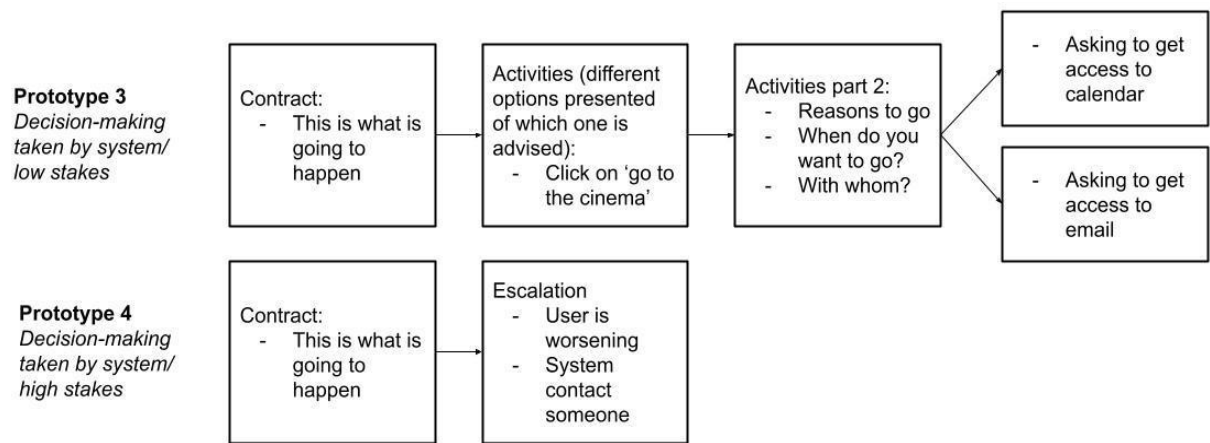 Prototype 3
Decision-making
taken by system/
low stakes
Contract:
- This is what is
going to
happen
Activities (different
options presented
of which one is
advised):
- Click on ‘go to
the cinema’
Activities part 2:
- Reasons to go
- When do you
want to go?
- With whom?
- Asking to get
access to
calendar
- Asking to get
access to
email
Prototype 4
Decision-making
taken by system/
high stakes
Contract:
- This is what is
going to
happen
Escalation
- User is
worsening
- System
contact
someone